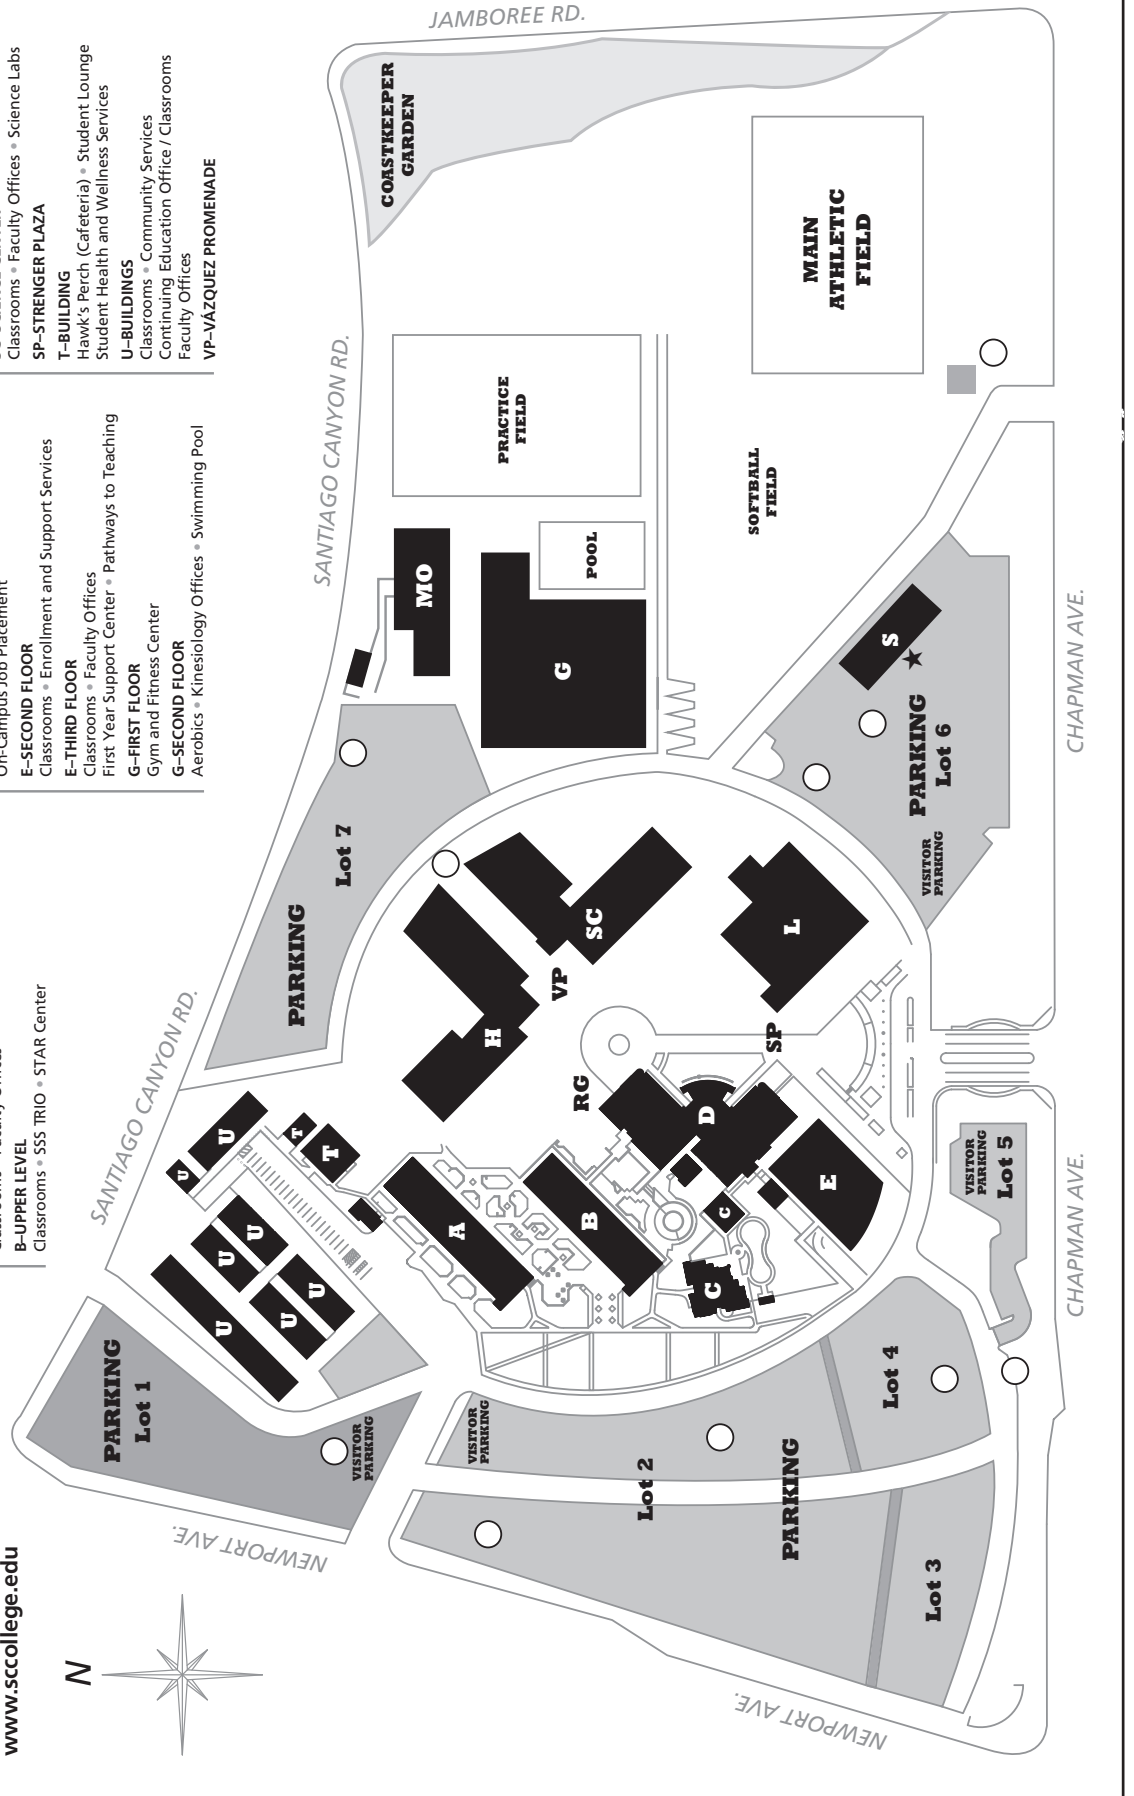 Classrooms • Faculty Offices • Science Labs
SP–STRENGER PLAZA
T–BUILDING
Hawk's Perch (Cafeteria) • Student Lounge
Student Health and Wellness Services
U–BUILDINGS
Classrooms • Community Services
Continuing Education Office / Classrooms
Faculty Offices
VP–VÁZQUEZ PROMENADE
On-Campus Job Placement
E–SECOND FLOOR
Classrooms • Enrollment and Support Services
E–THIRD FLOOR
Classrooms • Faculty Offices
First Year Support Center • Pathways to Teaching
G–FIRST FLOOR
Gym and Fitness Center
G–SECOND FLOOR
Aerobics • Kinesiology Offices • Swimming Pool
B–UPPER LEVEL
Classrooms • SSS TRIO • STAR Center
www.sccollege.edu
N
JAMBOREE RD.
COASTKEEPER
GARDEN
MAIN
ATHLETIC
FIELD
SANTIAGO CANYON RD.
PRACTICE
FIELD
SOFTBALL
FIELD
POOL
MO
G
S
PARKING
Lot 6
VISITOR
PARKING
CHAPMAN AVE.
PARKING
Lot 7
SC
VP
H
L
SP
RG
D
E
SANTIAGO CANYON RD.
U
U
T
T
U
U
U
U
U
A
B
C
C
VISITOR
PARKING
Lot 5
CHAPMAN AVE.
PARKING
Lot 1
VISITOR
PARKING
VISITOR
PARKING
Lot 2
PARKING
Lot 4
Lot 3
NEWPORT AVE.
NEWPORT AVE.